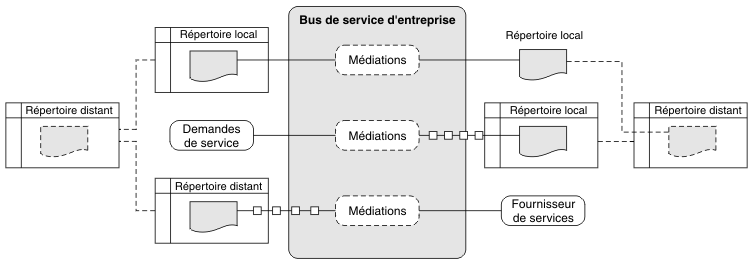 Bus de service d'entreprise
Répertoire local
Médiations
Répertoire local
Répertoire distant
Demandes
de service
Médiations
Répertoire local
Répertoire distant
Répertoire distant
Médiations
Fournisseur
de services